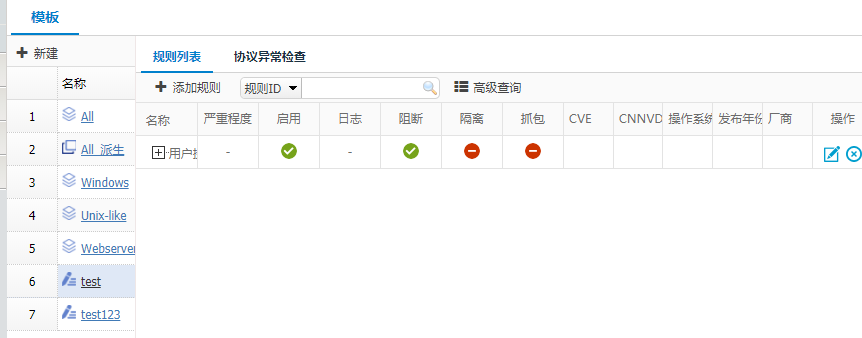 模板
新建
名称
1 All
2 All_派生
3 Windows
4 Unix-like
5 Webserver
6 test
7 test123
规则列表 协议异常检查
添加规则 规则ID 高级查询
名称 严重程度 启用 日志 阻断 隔离 抓包 CVE CNNVD 操作系统 发布年份 厂商 操作
用户 - -